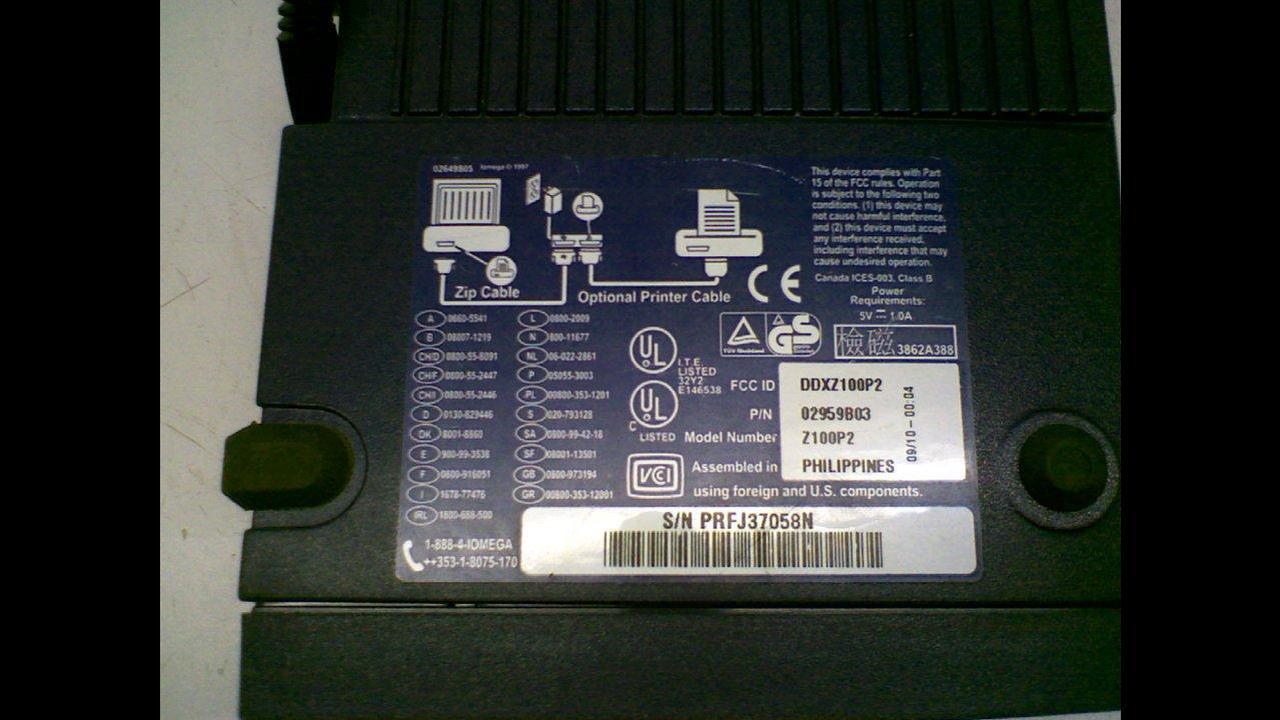 02649B05 Iomega © 1997
Zip Cable
Optional Printer Cable
This device complies with Part
15 of the FCC rules. Operation
is subject to the following two
conditions. (1) this device may
not cause harmful interference,
and (2) this device must accept
any interference received,
including interference that may
cause undesired operation.
Canada ICES-003, Class B
Power
Requirements:
5V 1.0A
CE
A 0660-5541
B 08007-1219
CH/D 0800-55-6091
CH/F 0800-55-2447
CH/I 0800-55-2446
D 0130-829446
DK 8001-8860
E 900-99-3538
F 0800-916051
I 1678-77476
IRL 1800-688-500
L 0800-2009
N 800-11677
NL 06-022-2861
P 05055-3003
PL 00800-353-1201
S 020-793128
SA 0800-99-42-18
SF 08001-13501
GB 0800-973194
GR 00800-353-12001
1-888-4-IOMEGA
++353-1-8075-170
UL
I.T.E.
LISTED
32Y2
E146538
C UL
LISTED
TÜV Rheinland
GS
檢磁 3862A388
FCC ID DDXZ100P2
P/N 02959B03
Model Number Z100P2
Assembled in PHILIPPINES
09/10-00:04
using foreign and U.S. components.
VCCI
S/N PRFJ37058N